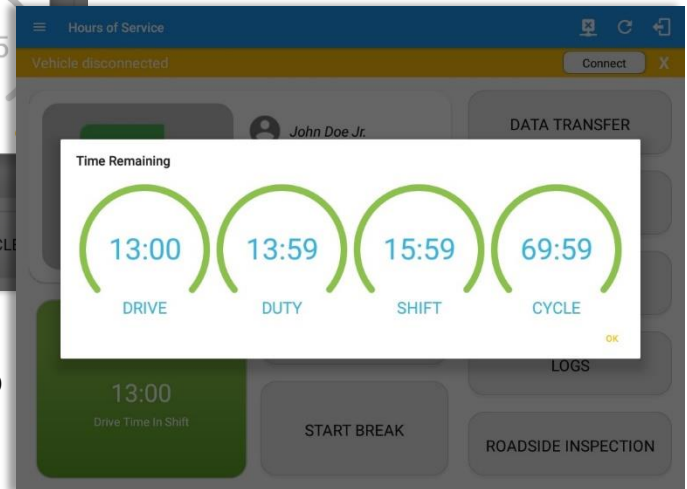 Hours of Service
Vehicle disconnected
Connect
X
John Doe Jr.
DATA TRANSFER
Time Remaining
13:00
13:59
15:59
69:59
DRIVE
DUTY
SHIFT
CYCLE
OK
LOGS
13:00
Drive Time In Shift
START BREAK
ROADSIDE INSPECTION